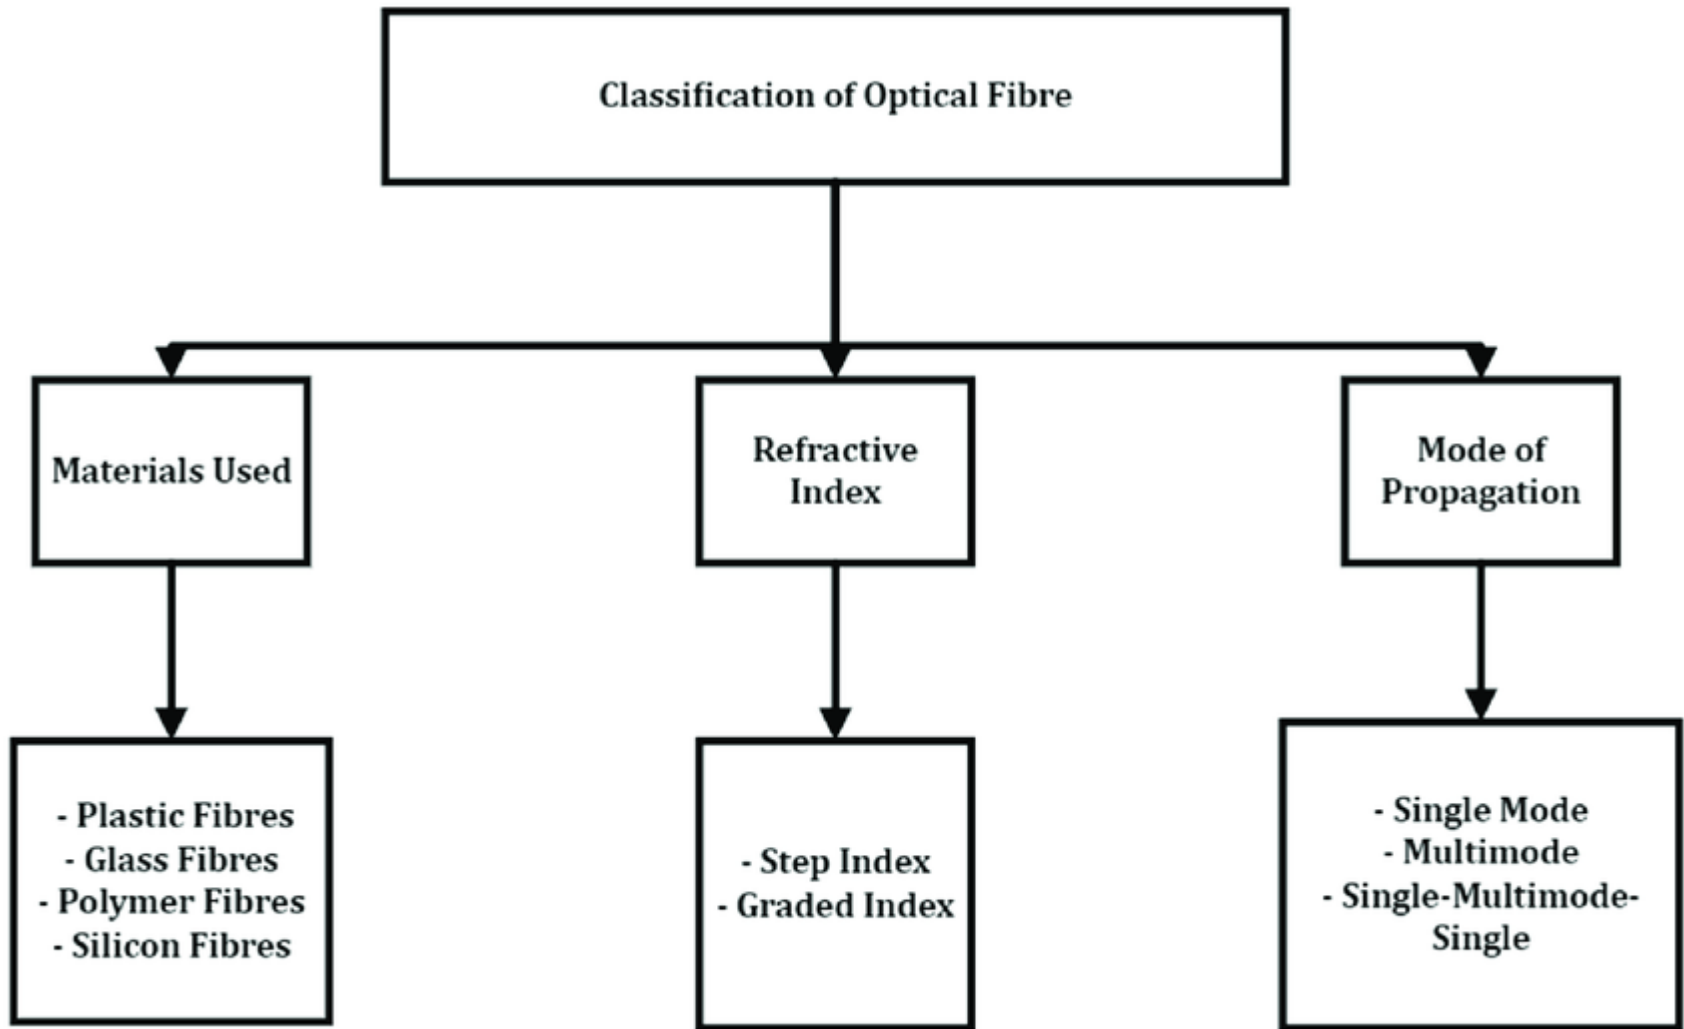 Classification of Optical Fibre
Materials Used
Refractive
Index
Mode of
Propagation
- Plastic Fibres
- Glass Fibres
- Polymer Fibres
- Silicon Fibres
- Step Index
- Graded Index
- Single Mode
- Multimode
- Single-Multimode-
Single